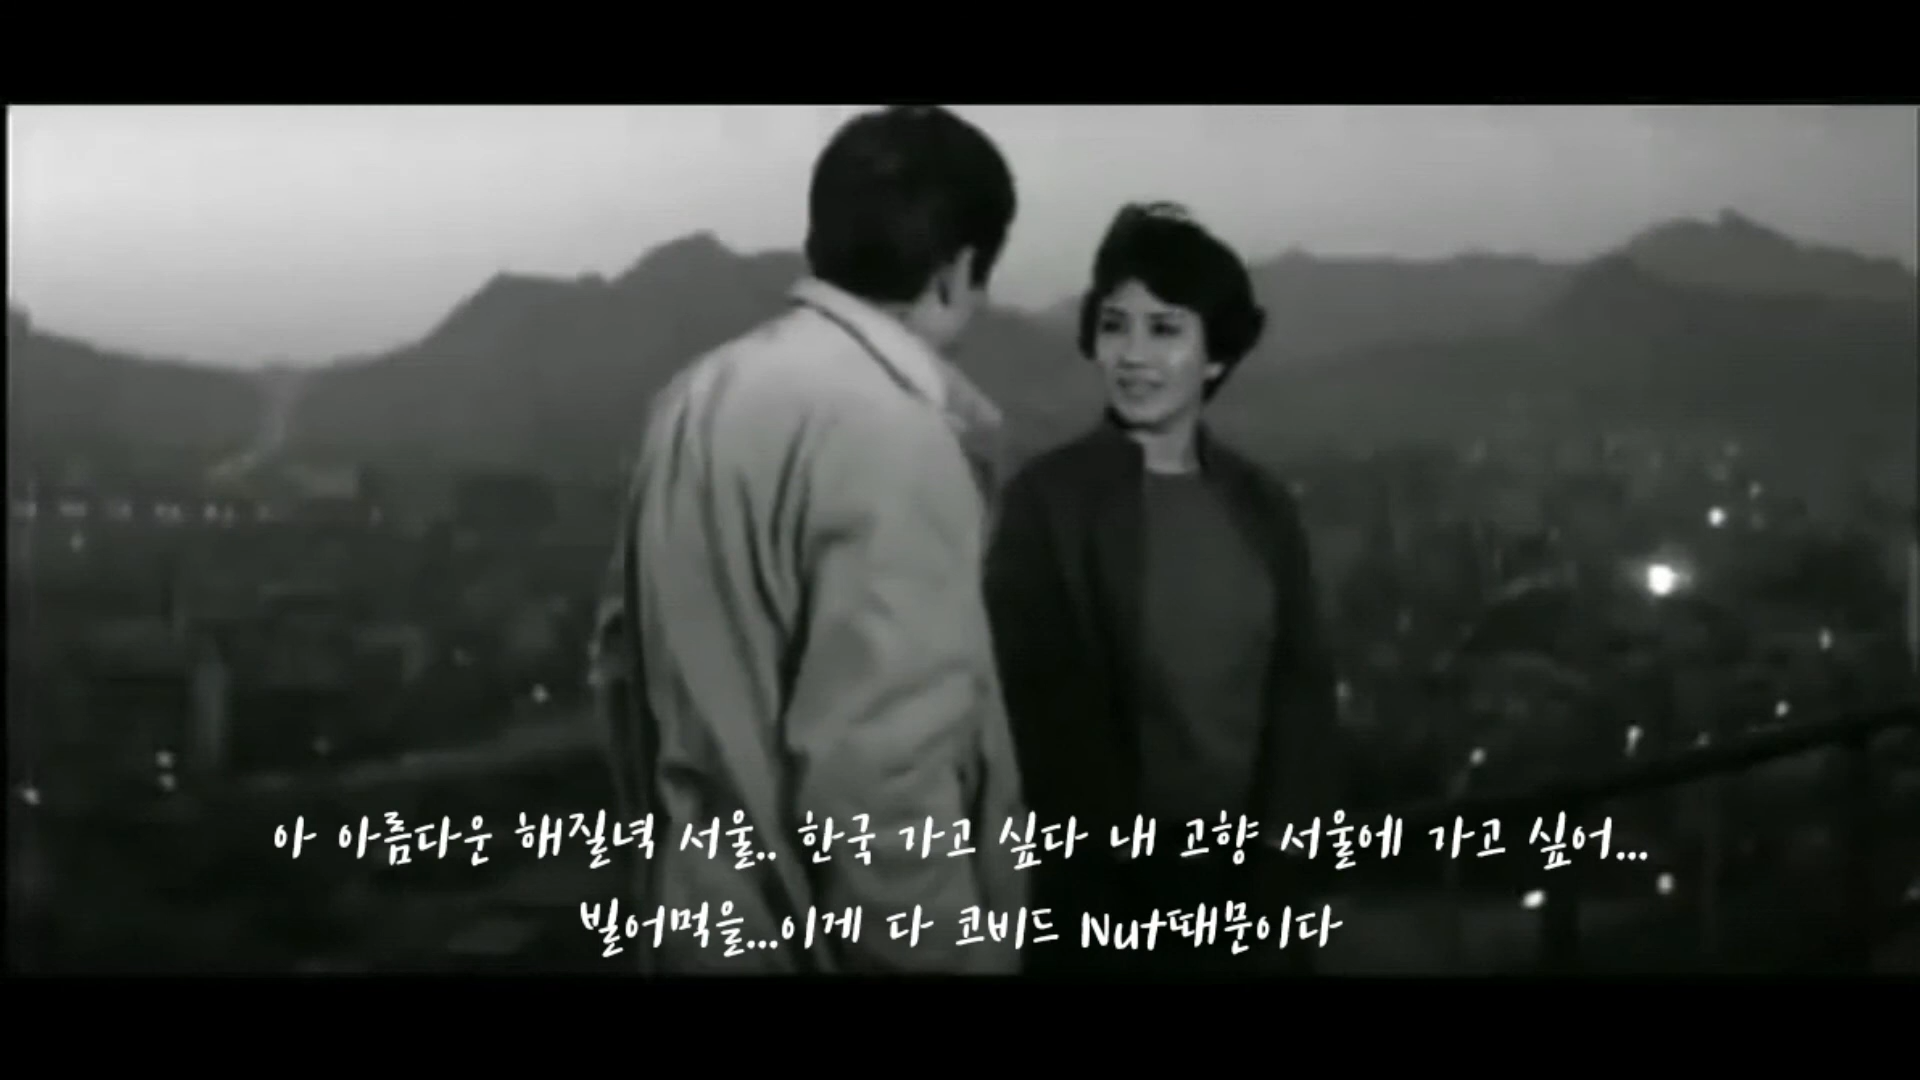 아 아름다운 해질녘 서울.. 한국 가고 싶다 내 고향 서울에 가고 싶어...
빌어먹을...이게 다 코비드 Nut때문이다